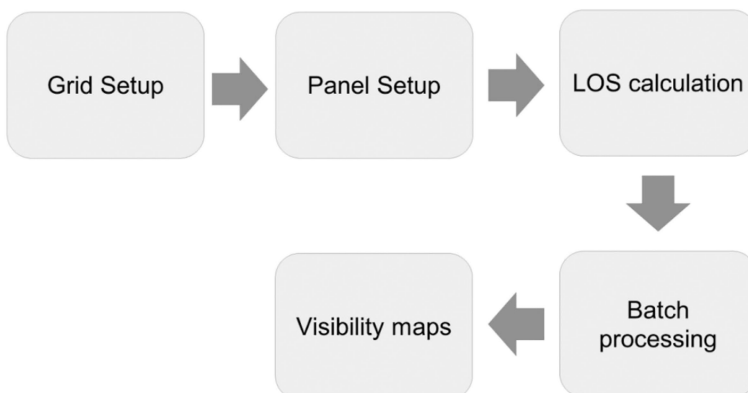 Grid Setup
Panel Setup
LOS calculation
Batch
processing
Visibility maps